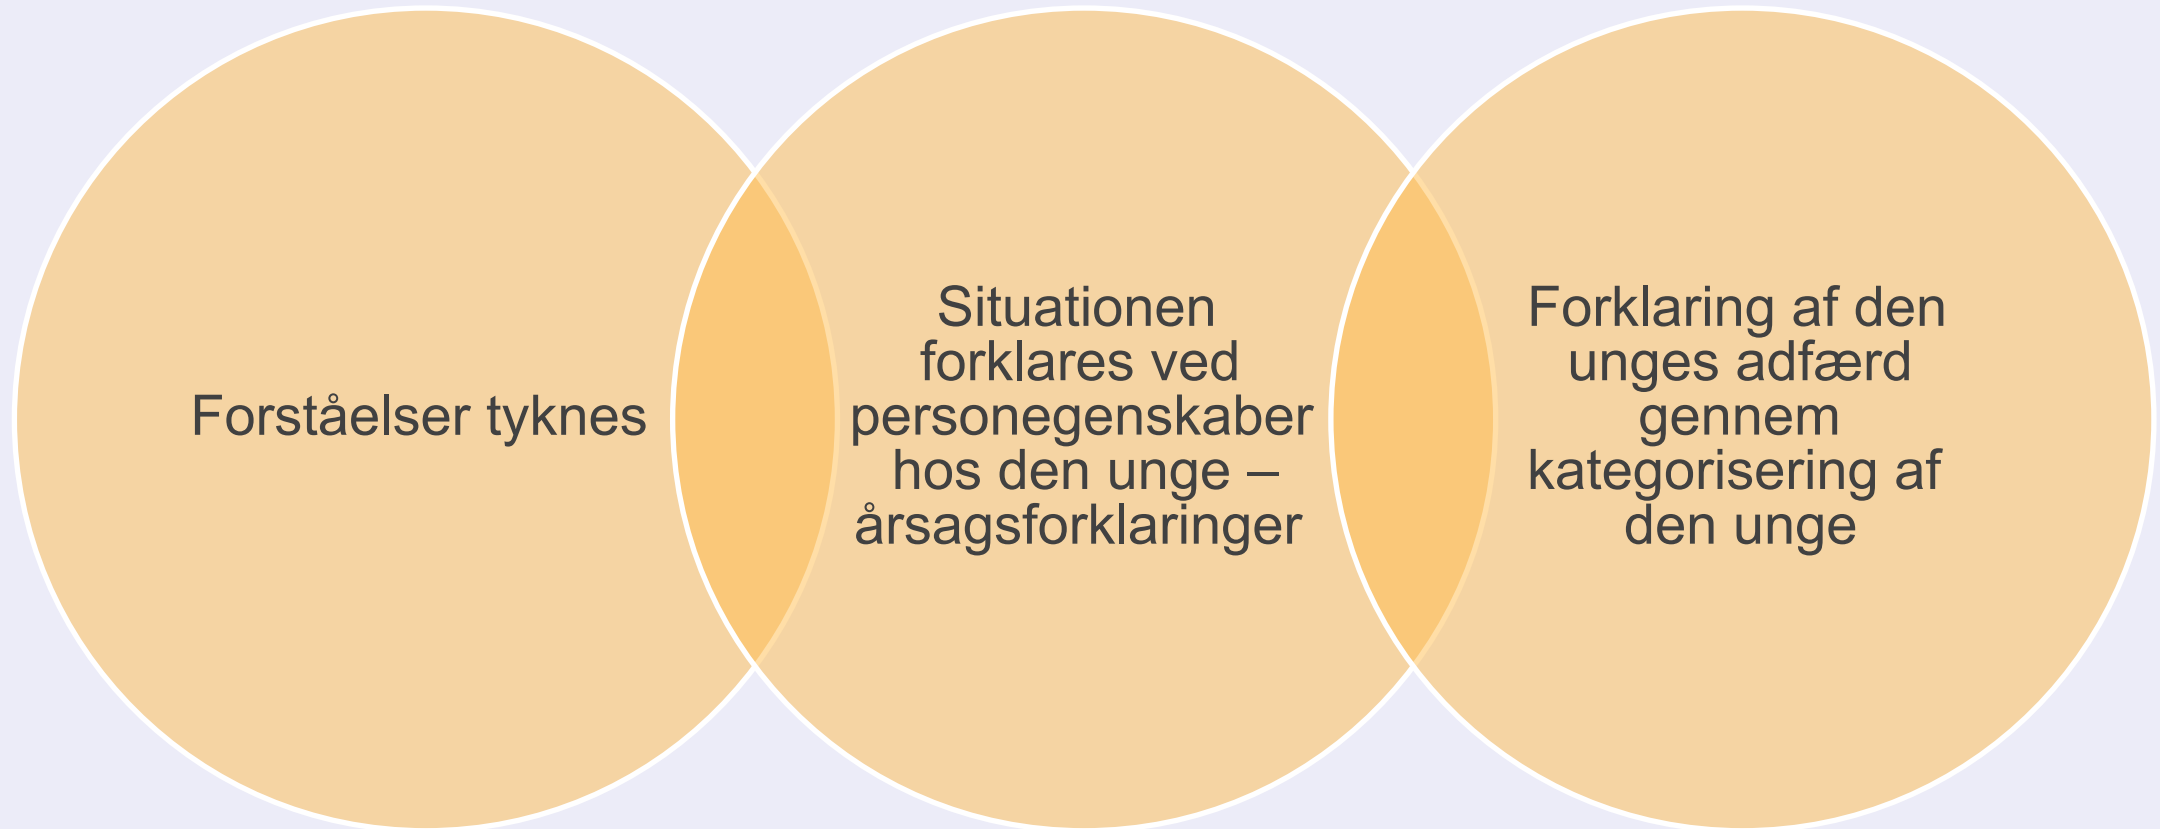 Forståelser tyknes
Situationen
forklares ved
personegenskaber
hos den unge –
årsagsforklaringer
Forklaring af den
unges adfærd
gennem
kategorisering af
den unge